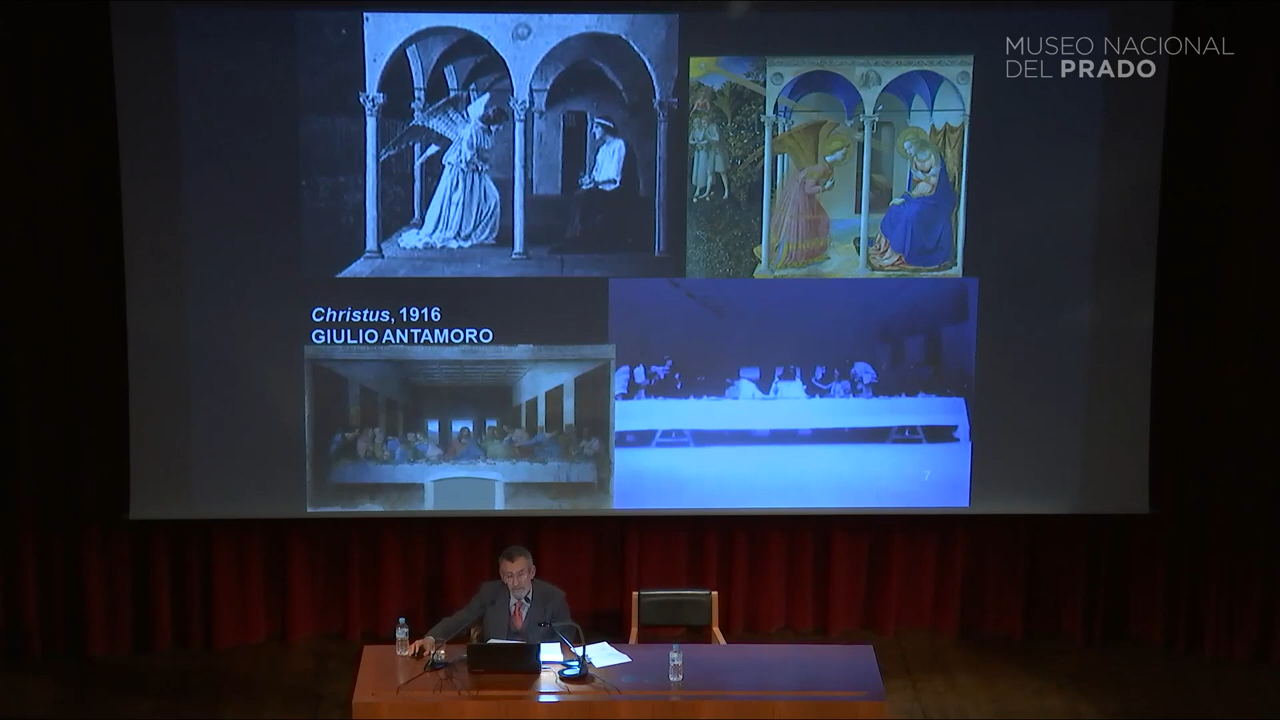 MUSEO NACIONAL
DEL PRADO
Christus, 1916
GIULIO ANTAMORO
7